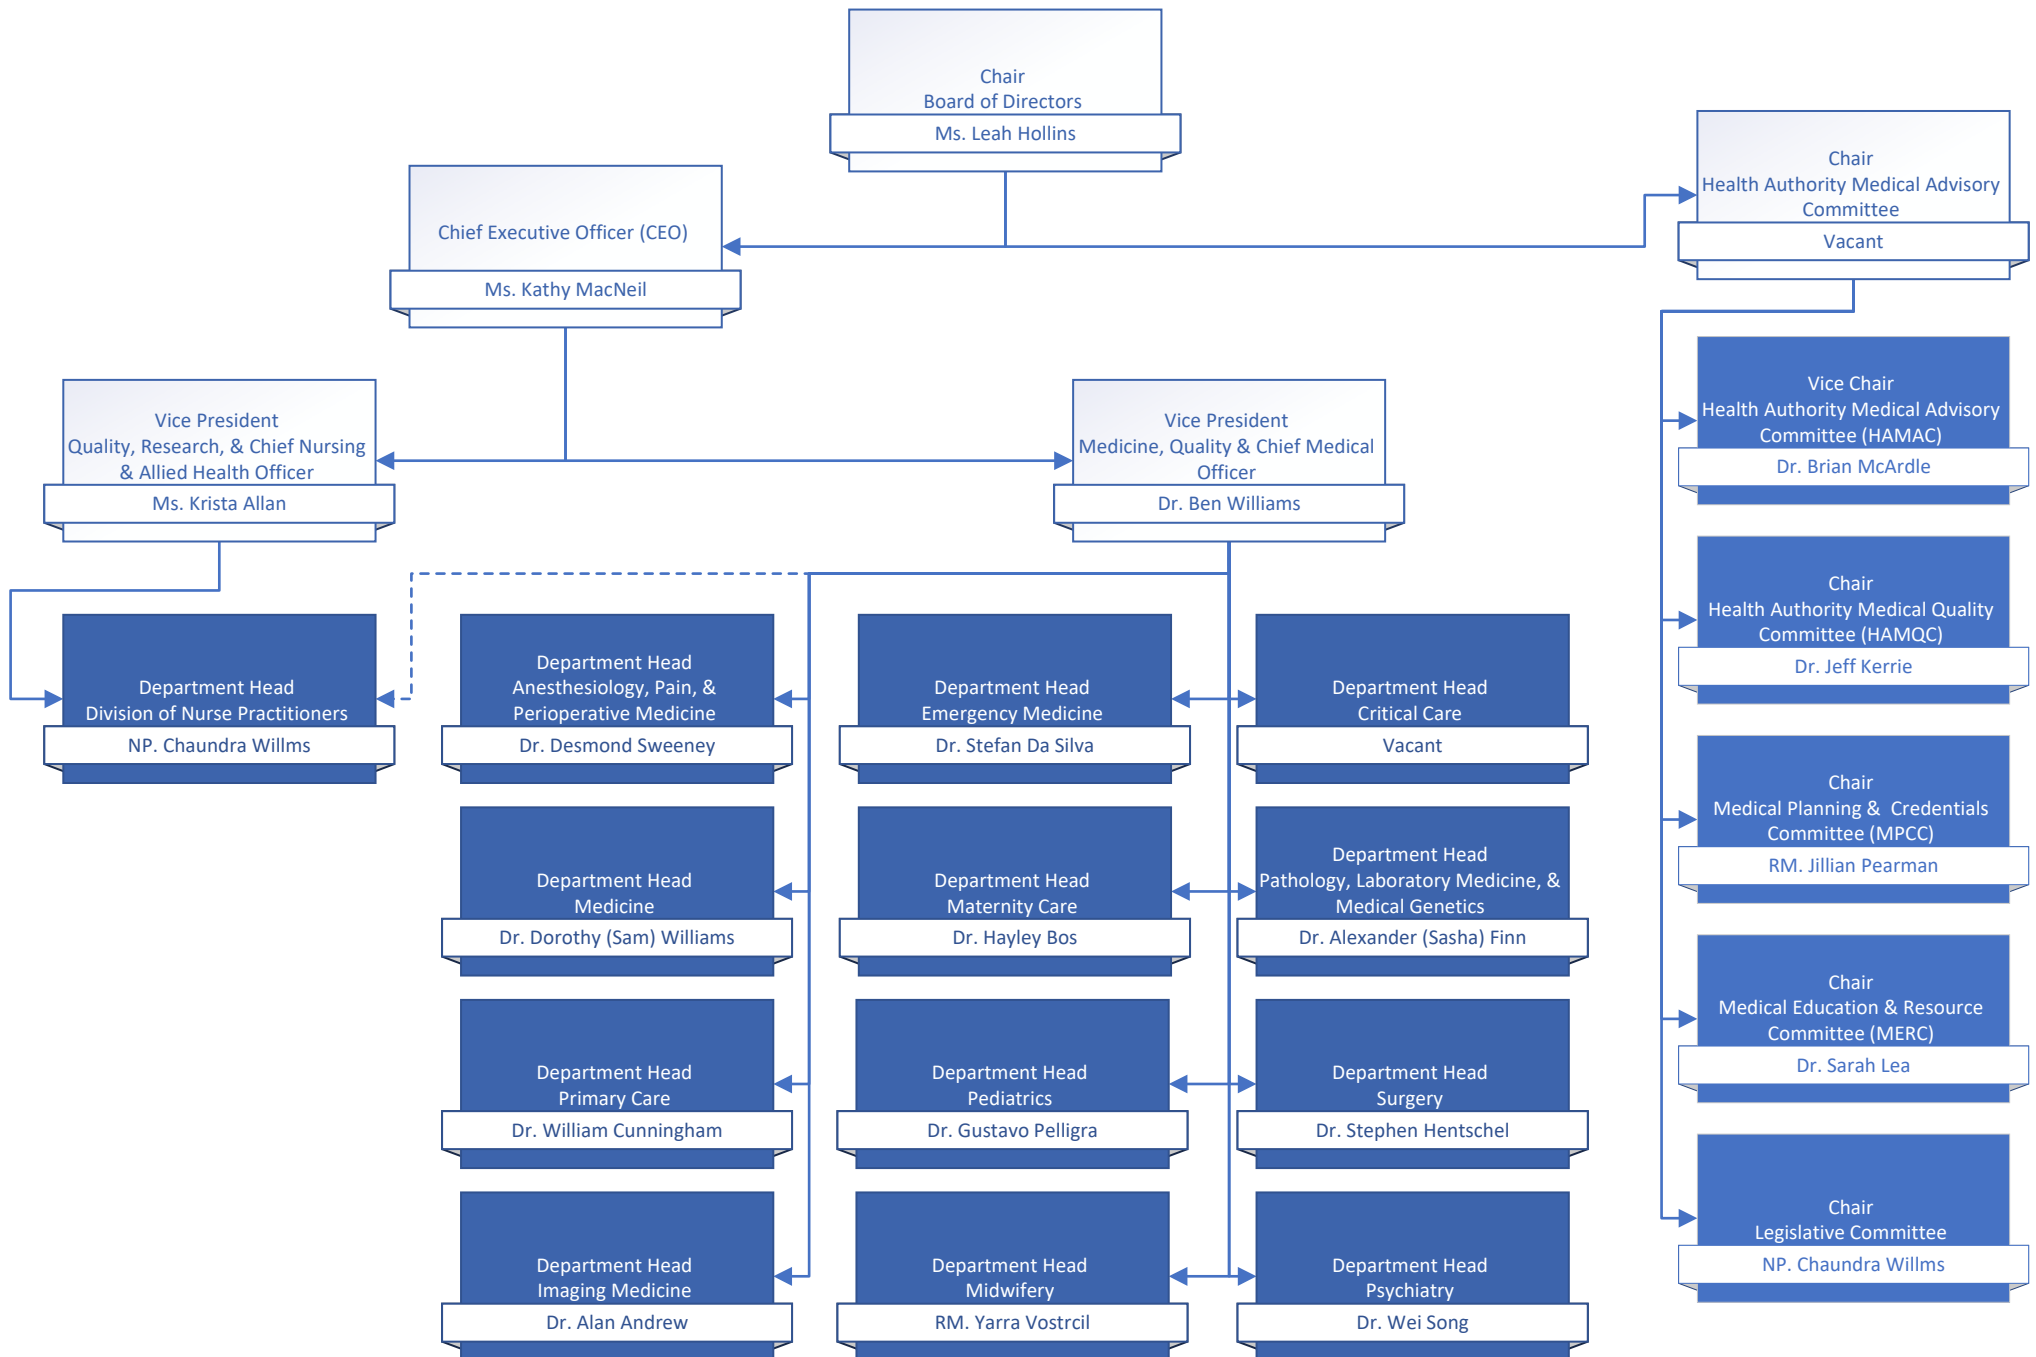 Chair
Board of Directors
Ms. Leah Hollins
Chair
Health Authority Medical Advisory
Committee
Vacant
Chief Executive Officer (CEO)
Ms. Kathy MacNeil
Vice President
Quality, Research, & Chief Nursing
& Allied Health Officer
Ms. Krista Allan
Vice President
Medicine, Quality & Chief Medical
Officer
Dr. Ben Williams
Vice Chair
Health Authority Medical Advisory
Committee (HAMAC)
Dr. Brian McArdle
Chair
Health Authority Medical Quality
Committee (HAMQC)
Dr. Jeff Kerrie
Department Head
Division of Nurse Practitioners
NP. Chaundra Willms
Department Head
Anesthesiology, Pain, &
Perioperative Medicine
Dr. Desmond Sweeney
Department Head
Emergency Medicine
Dr. Stefan Da Silva
Department Head
Critical Care
Vacant
Chair
Medical Planning &  Credentials
Committee (MPCC)
RM. Jillian Pearman
Department Head
Medicine
Dr. Dorothy (Sam) Williams
Department Head
Maternity Care
Dr. Hayley Bos
Department Head
Pathology, Laboratory Medicine, &
Medical Genetics
Dr. Alexander (Sasha) Finn
Chair
Medical Education & Resource
Committee (MERC)
Dr. Sarah Lea
Department Head
Primary Care
Dr. William Cunningham
Department Head
Pediatrics
Dr. Gustavo Pelligra
Department Head
Surgery
Dr. Stephen Hentschel
Chair
Legislative Committee
NP. Chaundra Willms
Department Head
Imaging Medicine
Dr. Alan Andrew
Department Head
Midwifery
RM. Yarra Vostrcil
Department Head
Psychiatry
Dr. Wei Song